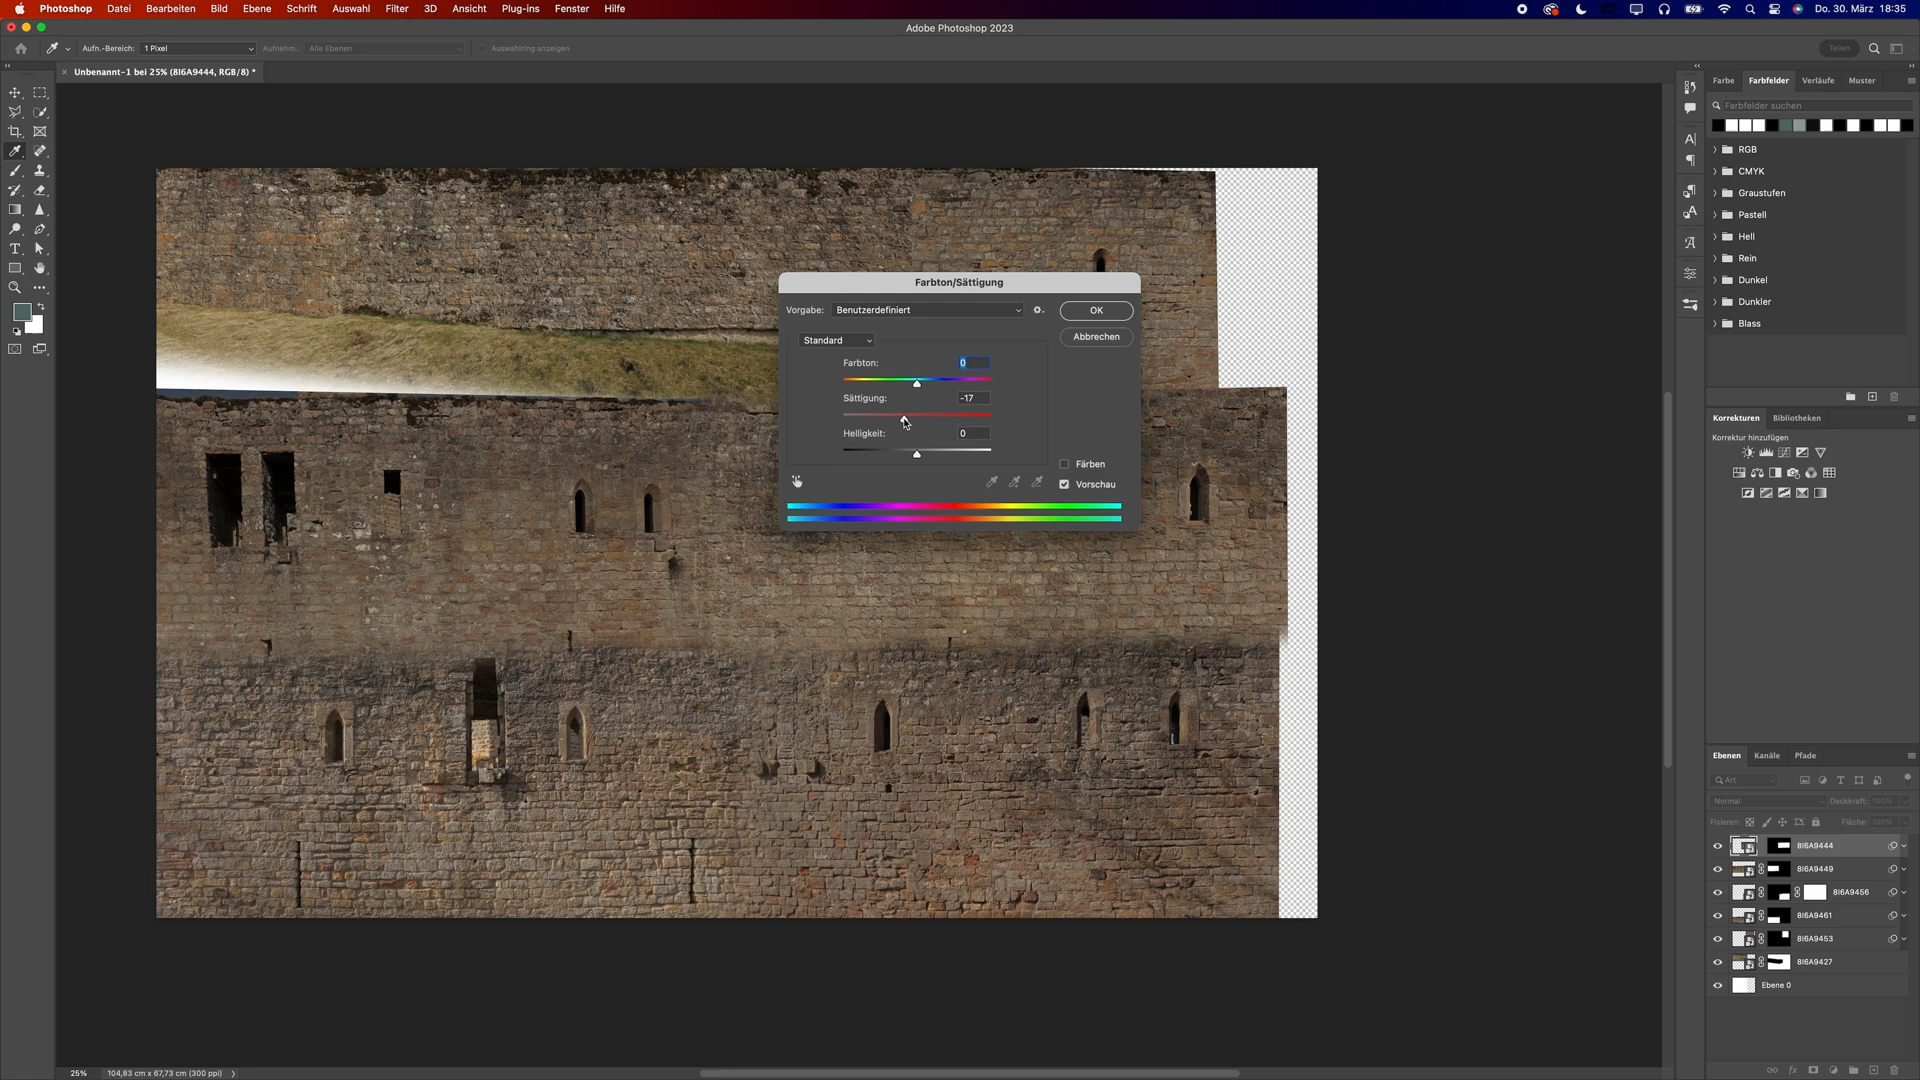 Photoshop Datei Bearbeiten Bild Ebene Schrift Auswahl Filter 3D Ansicht Plug-ins Fenster Hilfe Do. 30. März 18:35
Adobe Photoshop 2023
Aufn.-Bereich: 1 Pixel Aufnehm.: Alle Ebenen Auswahlring anzeigen Teilen
Unbenannt-1 bei 25% (8I6A9444, RGB/8) *
Farbe Farbfelder Verläufe Muster
Farbfelder suchen
RGB
CMYK
Graustufen
Pastell
Hell
Rein
Dunkel
Dunkler
Blass
Farbton/Sättigung
Vorgabe: Benutzerdefiniert OK
Abbrechen
Standard
Farbton: 0
Sättigung: -17
Helligkeit: 0
Färben
Vorschau
Korrekturen Bibliotheken
Korrektur hinzufügen
Ebenen Kanäle Pfade
Art
Normal Deckkraft: 100%
Fixieren: Fläche: 100%
8I6A9444
8I6A9449
8I6A9456
8I6A9461
8I6A9453
8I6A9427
Ebene 0
25% 104,83 cm x 67,73 cm (300 ppi)